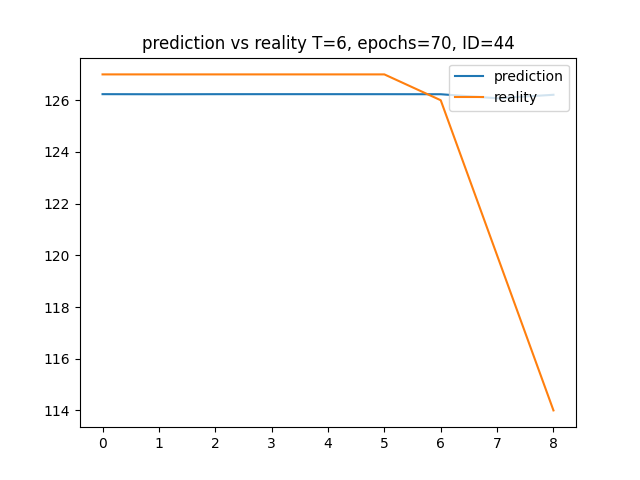 prediction vs reality T=6, epochs=70, ID=44
prediction
reality
126
124
122
120
118
116
114
0 1 2 3 4 5 6 7 8